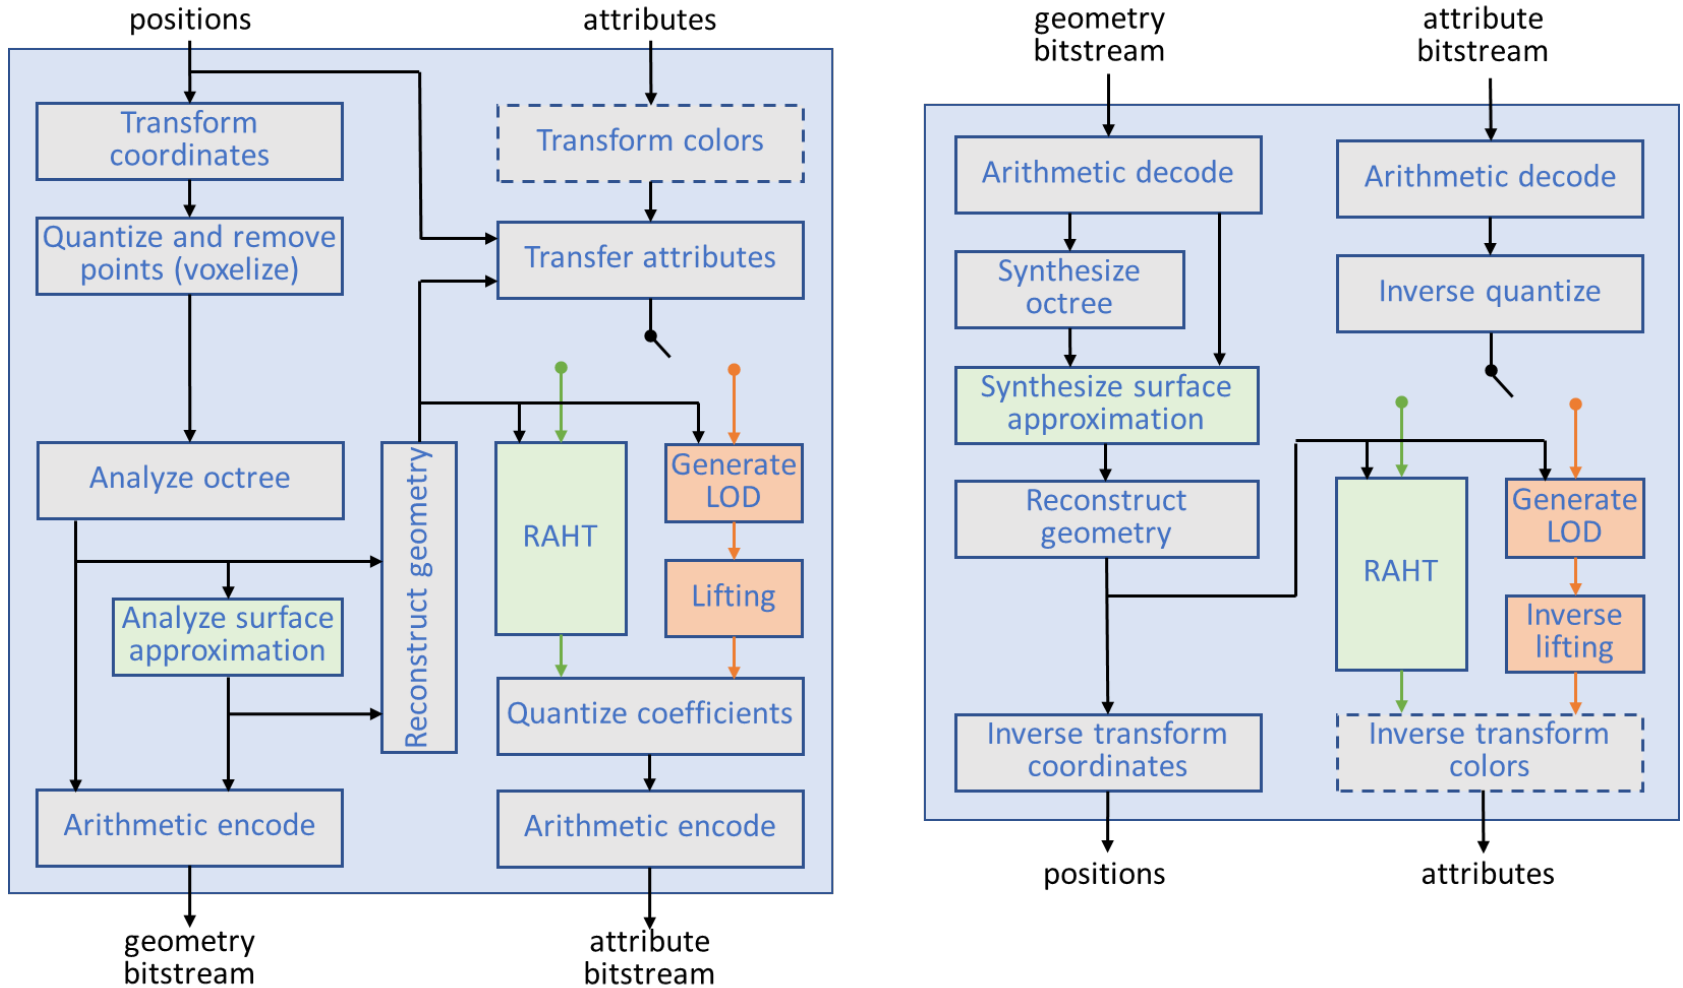 positions
attributes
Transform
coordinates
Transform colors
Quantize and remove
points (voxelize)
Transfer attributes
Analyze octree
Reconstruct geometry
RAHT
Generate
LOD
Lifting
Analyze surface
approximation
Quantize coefficients
Arithmetic encode
Arithmetic encode
geometry
bitstream
attribute
bitstream
geometry
bitstream
attribute
bitstream
Arithmetic decode
Arithmetic decode
Synthesize
octree
Inverse quantize
Synthesize surface
approximation
Reconstruct
geometry
RAHT
Generate
LOD
Inverse
lifting
Inverse transform
coordinates
Inverse transform
colors
positions
attributes